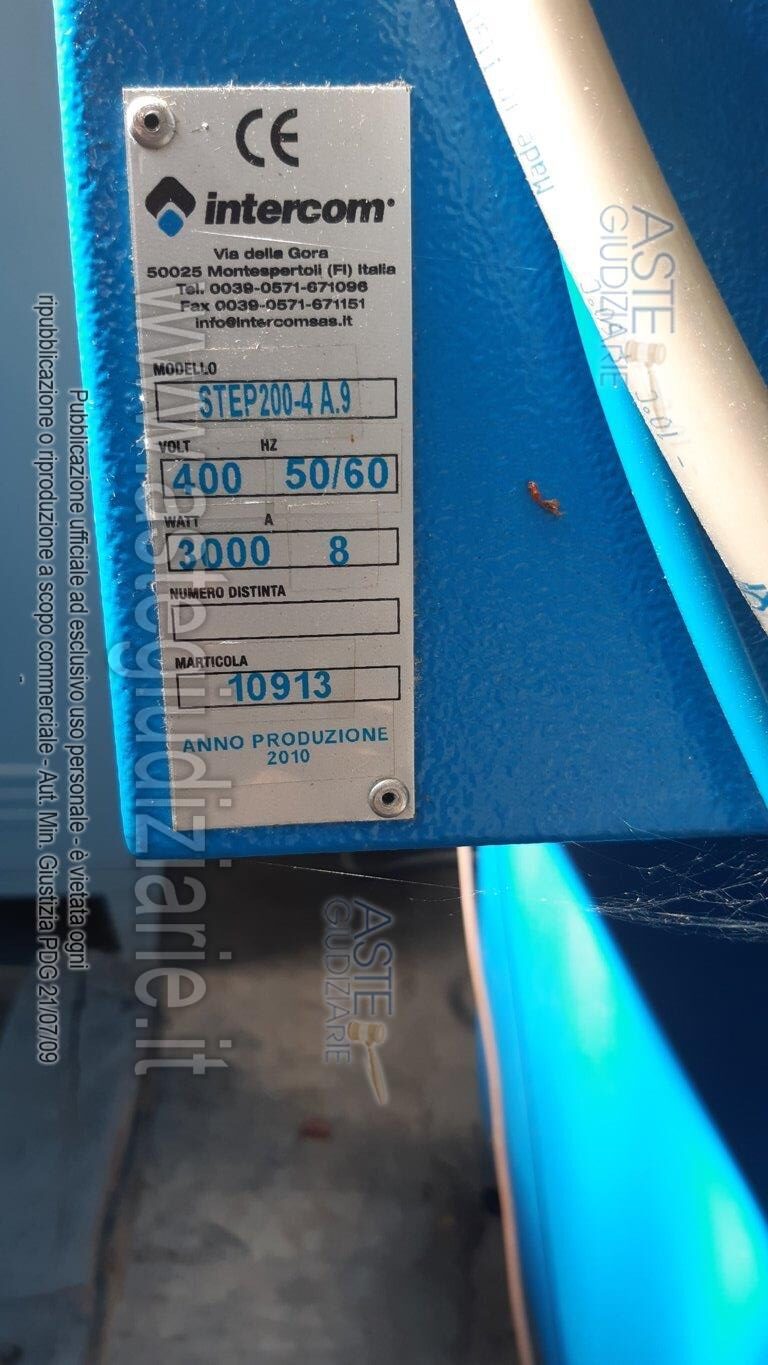 CE
intercom
Via della Gora
50025 Montespertoli (FI) Italia
Tel. 0039-0571-671096
Fax 0039-0571-671151
info@intercomsas.it
MODELLO
STEP200-4 A.9
VOLT HZ
400 50/60
WATT A
3000 8
NUMERO DISTINTA
MARTICOLA
10913
ANNO PRODUZIONE
2010
Made in
ASTE
GIUDIZIARIE
ASTE
GIUDIZIARIE
www.astegiudiziarie.it
Pubblicazione ufficiale ad esclusivo uso personale - è vietata ogni
ripubblicazione o riproduzione a scopo commerciale - Aut. Min. Giustizia PDG 21/07/09